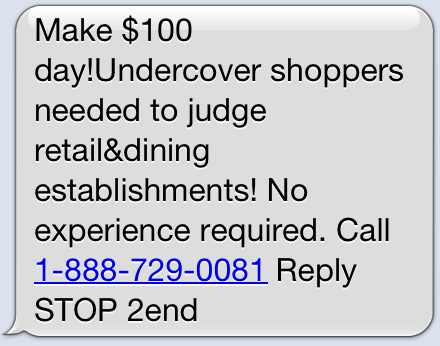 Make $100
day!Undercover shoppers
needed to judge
retail&dining
establishments! No
experience required. Call
1-888-729-0081 Reply
STOP 2end